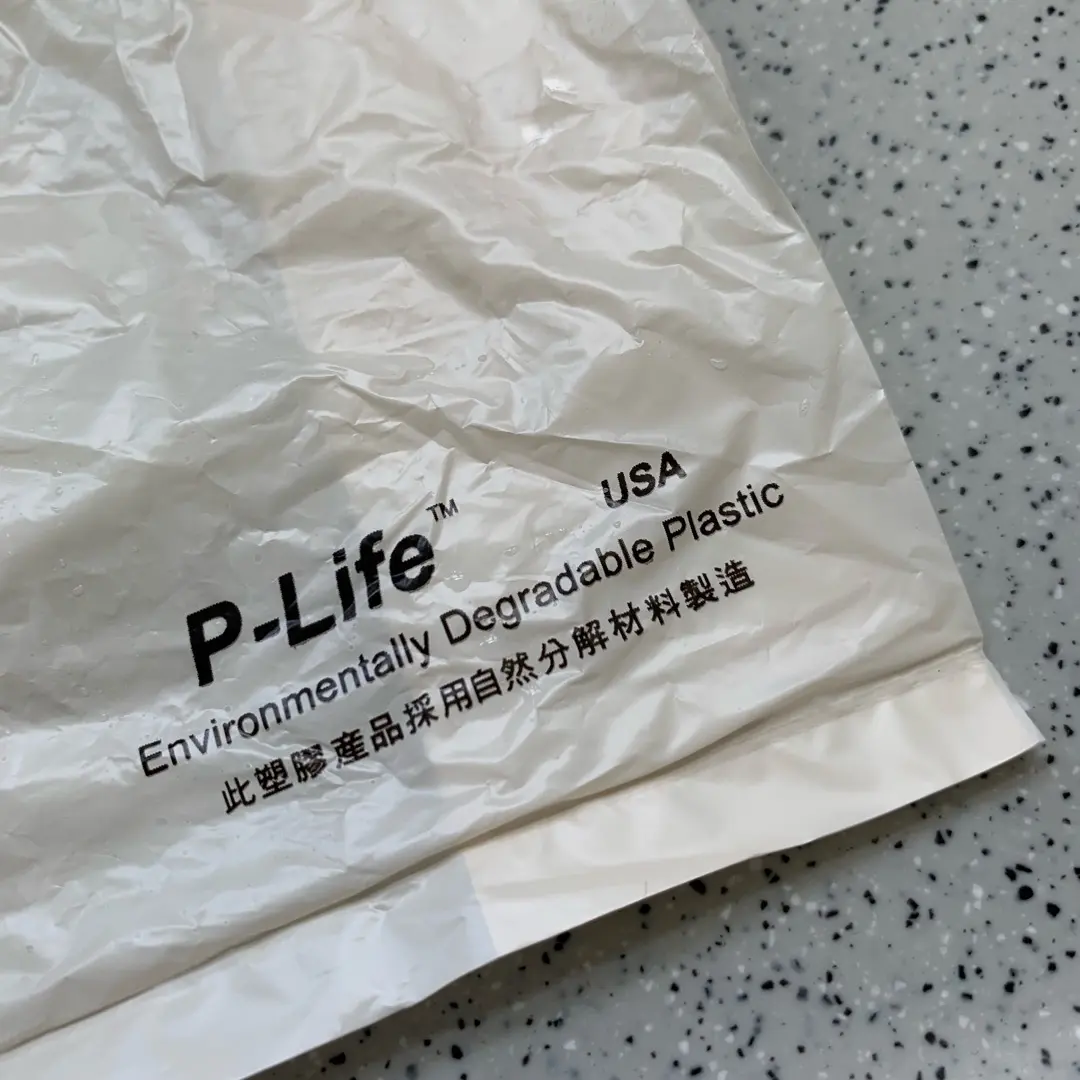 P-Life™ USA
Environmentally Degradable Plastic
此塑膠產品採用自然分解材料製造